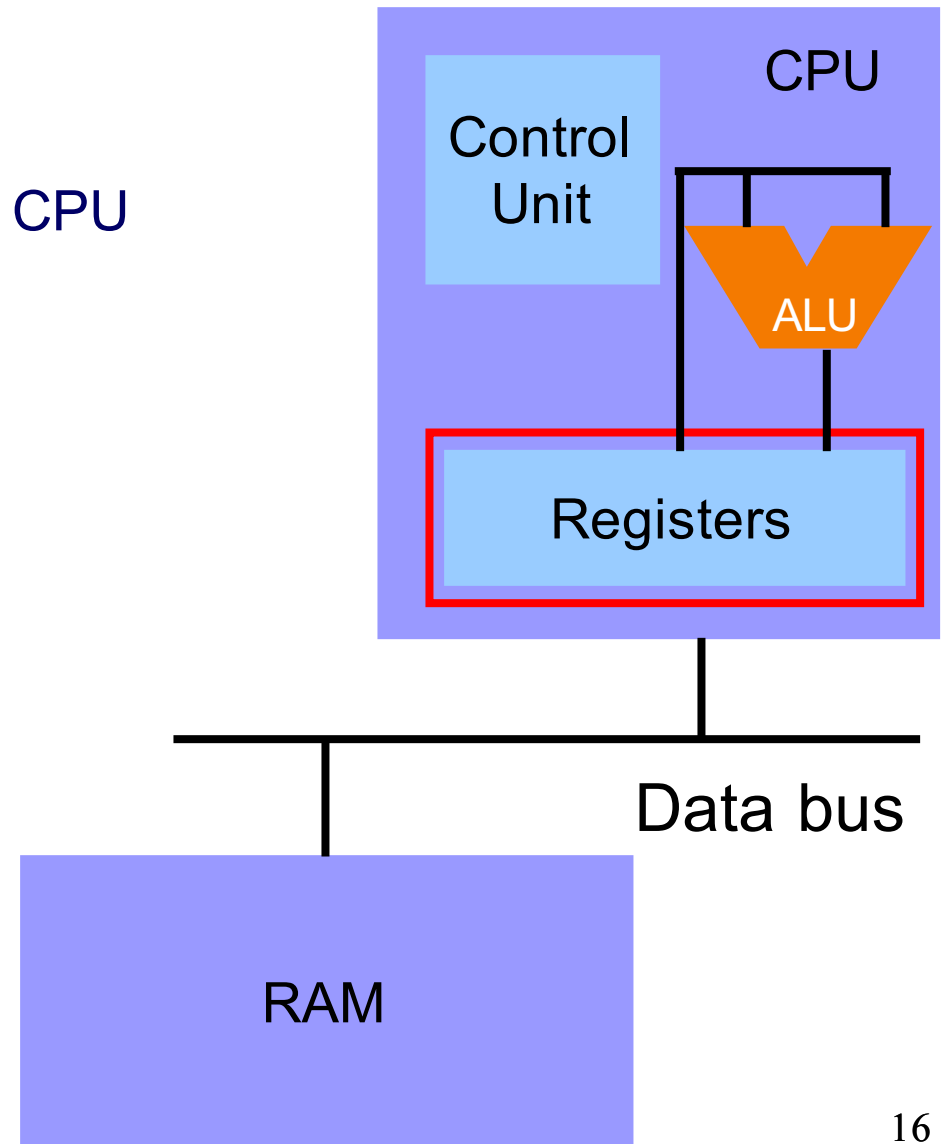 CPU
CPU
Control
Unit
ALU
Registers
Data bus
RAM
16